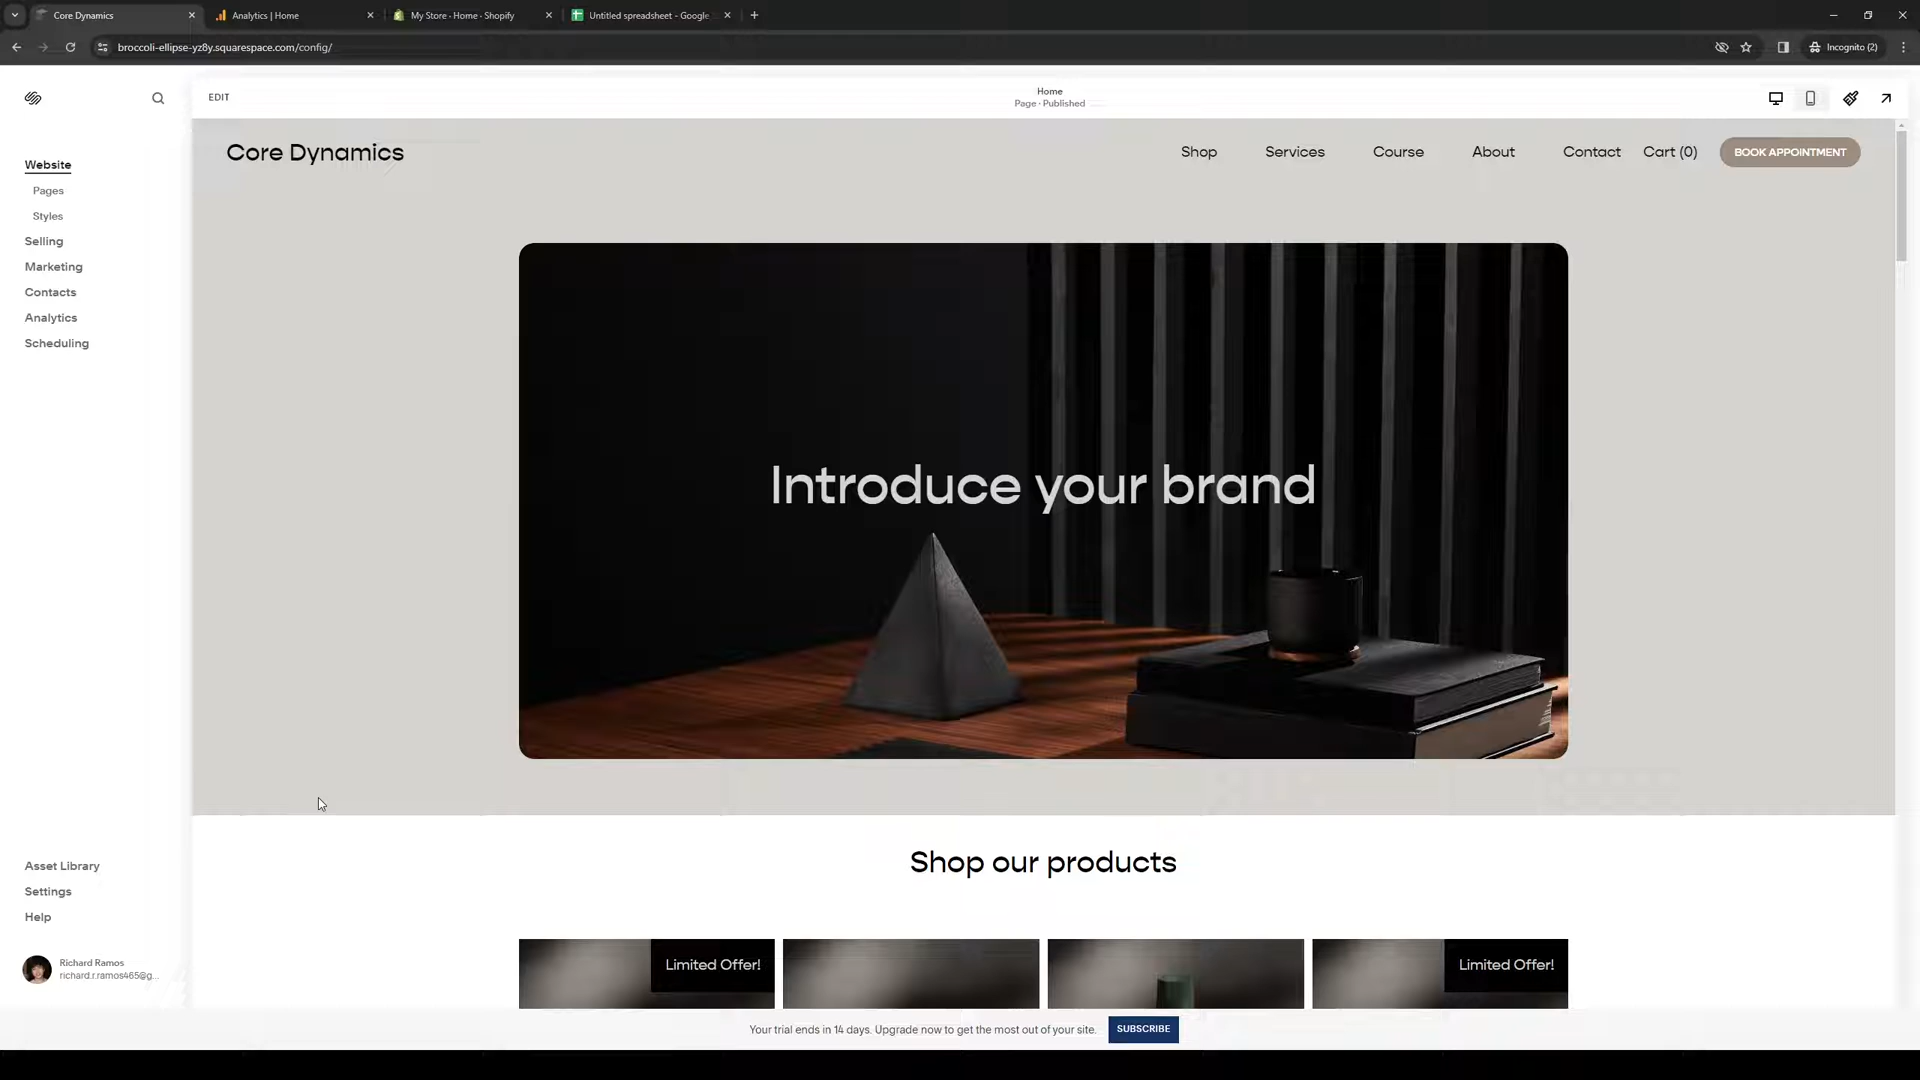 Core Dynamics
Analytics | Home
My Store · Home · Shopify
Untitled spreadsheet - Google
broccoli-ellipse-yz8y.squarespace.com/config/
Incognito (2)
EDIT
Home
Page · Published
Website
Pages
Styles
Selling
Marketing
Contacts
Analytics
Scheduling
Asset Library
Settings
Help
Richard Ramos
richard.r.ramos465@g...
Core Dynamics
Shop
Services
Course
About
Contact
Cart (0)
BOOK APPOINTMENT
Introduce your brand
Shop our products
Limited Offer!
Limited Offer!
Your trial ends in 14 days. Upgrade now to get the most out of your site.
SUBSCRIBE